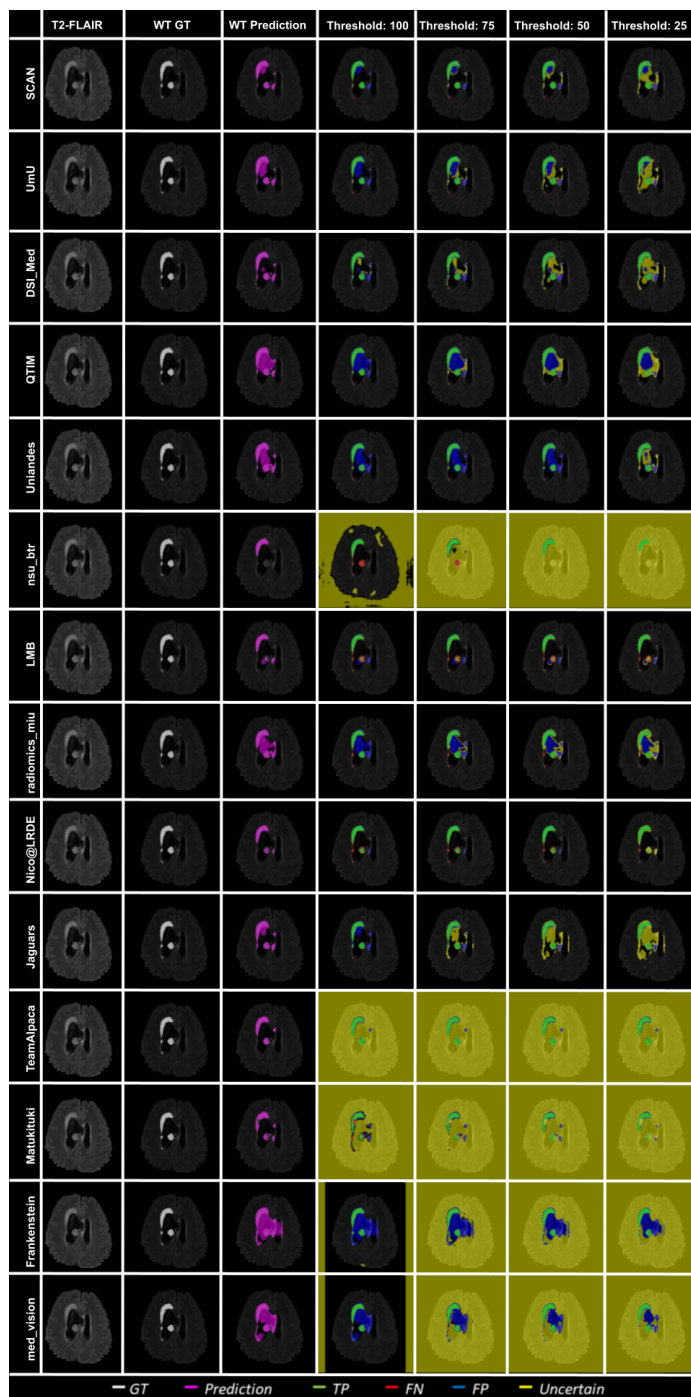 T2-FLAIR WT GT WT Prediction Threshold: 100 Threshold: 75 Threshold: 50 Threshold: 25
SCAN
UmU
DSI_Med
QTIM
Uniandes
nsu_btr
LMB
radiomics_miu
Nico@LRDE
Jaguars
TeamAlpaca
Matukituki
Frankenstein
med_vision
GT Prediction TP FN FP Uncertain